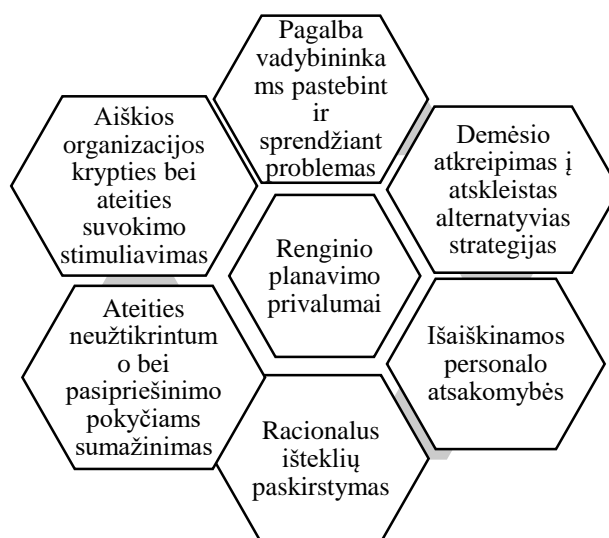 Pagalba
vadybininka
ms pastebint
ir
sprendžiant
problemas
Aiškios
organizacijos
krypties bei
ateities
suvokimo
stimuliavimas
Demėsio
atkreipimas į
atskleistas
alternatyvias
strategijas
Renginio
planavimo
privalumai
Ateities
neužtikrintum
o bei
pasipriešinimo
pokyčiams
sumažinimas
Išaiškinamos
personalo
atsakomybės
Racionalus
išteklių
paskirstymas